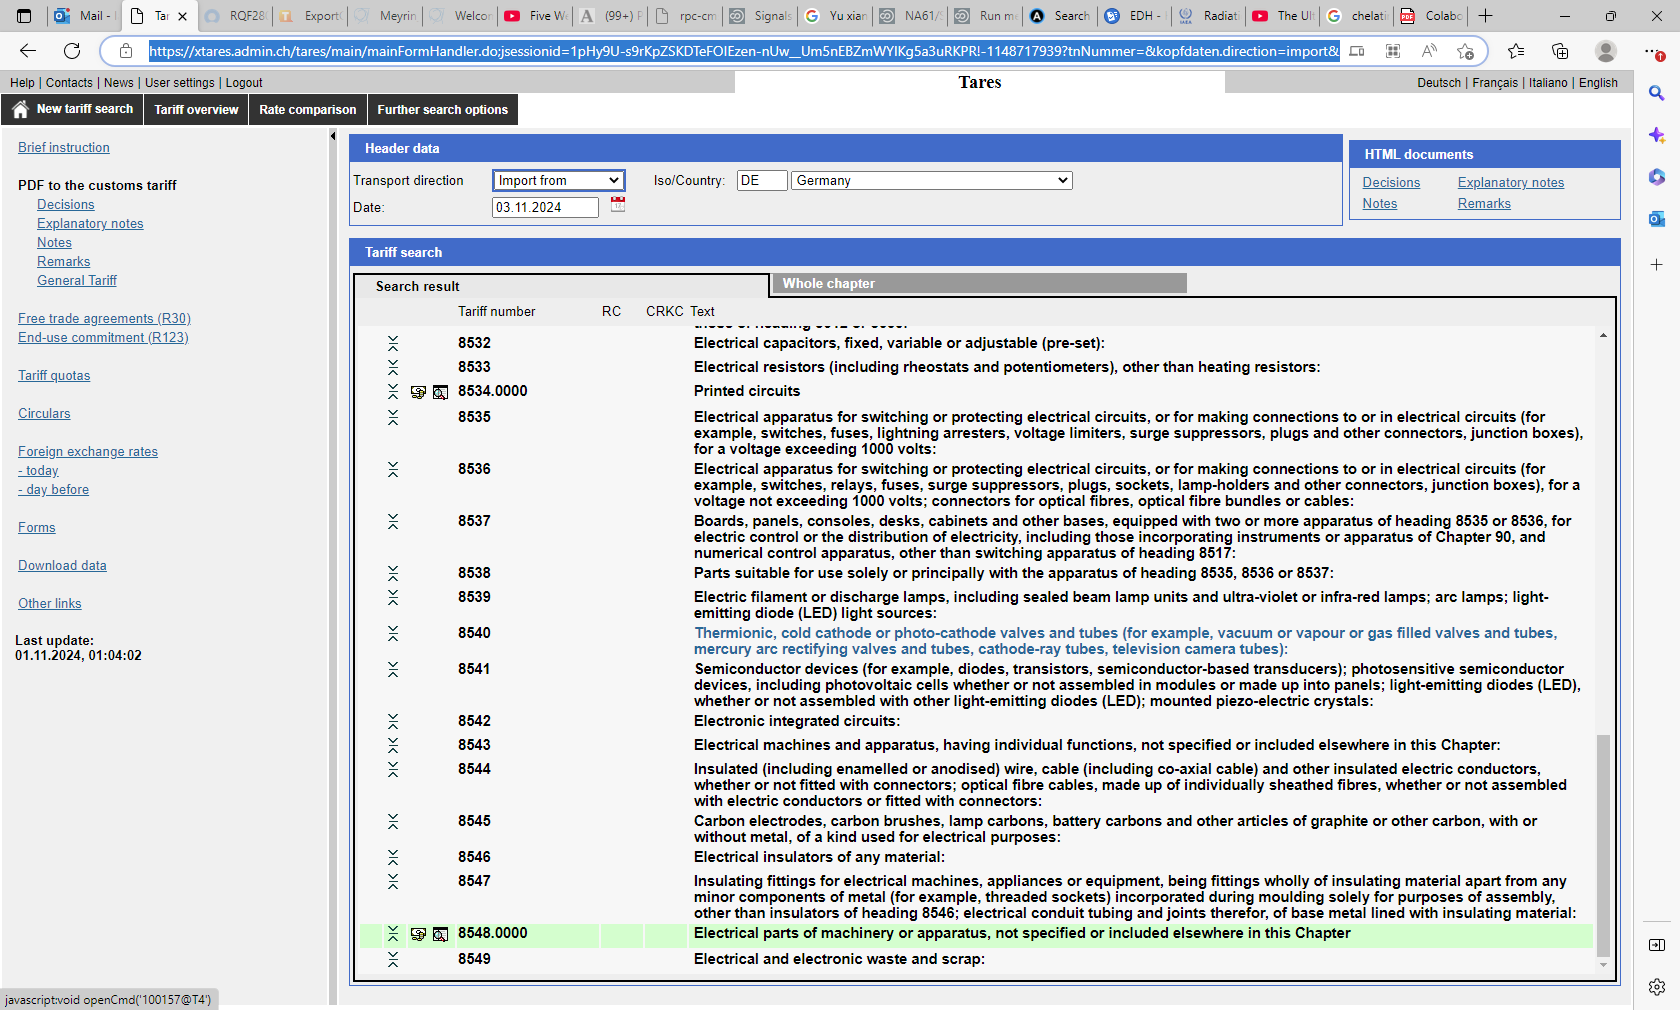 Mail -
Tar
RQF28
Export
Meyrin
Welcom
Five We
(99+) P
rpc-cm
Signals
Yu xian
NA61/S
Run me
Search
EDH -
Radiati
The Ult
chelati
Colabo
https://xtares.admin.ch/tares/main/mainFormHandler.do;jsessionid=1pHy9U-s9rKpZSKDTeFOIEzen-nUw__Um5nEBZmWYIKg5a3uRKPR!-1148717939?tnNummer=&kopfdaten.direction=import&
Help | Contacts | News | User settings | Logout
Tares
Deutsch | Français | Italiano | English
New tariff search
Tariff overview
Rate comparison
Further search options
Brief instruction
PDF to the customs tariff
Decisions
Explanatory notes
Notes
Remarks
General Tariff
Free trade agreements (R30)
End-use commitment (R123)
Tariff quotas
Circulars
Foreign exchange rates
- today
- day before
Forms
Download data
Other links
Last update:
01.11.2024, 01:04:02
Header data
Transport direction Import from Iso/Country: DE Germany
Date: 03.11.2024
HTML documents
Decisions Explanatory notes
Notes Remarks
Tariff search
Search result
Whole chapter
Tariff number RC CRKC Text
8532 Electrical capacitors, fixed, variable or adjustable (pre-set):
8533 Electrical resistors (including rheostats and potentiometers), other than heating resistors:
8534.0000 Printed circuits
8535 Electrical apparatus for switching or protecting electrical circuits, or for making connections to or in electrical circuits (for
example, switches, fuses, lightning arresters, voltage limiters, surge suppressors, plugs and other connectors, junction boxes),
for a voltage exceeding 1000 volts:
8536 Electrical apparatus for switching or protecting electrical circuits, or for making connections to or in electrical circuits (for
example, switches, relays, fuses, surge suppressors, plugs, sockets, lamp-holders and other connectors, junction boxes), for a
voltage not exceeding 1000 volts; connectors for optical fibres, optical fibre bundles or cables:
8537 Boards, panels, consoles, desks, cabinets and other bases, equipped with two or more apparatus of heading 8535 or 8536, for
electric control or the distribution of electricity, including those incorporating instruments or apparatus of Chapter 90, and
numerical control apparatus, other than switching apparatus of heading 8517:
8538 Parts suitable for use solely or principally with the apparatus of heading 8535, 8536 or 8537:
8539 Electric filament or discharge lamps, including sealed beam lamp units and ultra-violet or infra-red lamps; arc lamps; light-
emitting diode (LED) light sources:
8540 Thermionic, cold cathode or photo-cathode valves and tubes (for example, vacuum or vapour or gas filled valves and tubes,
mercury arc rectifying valves and tubes, cathode-ray tubes, television camera tubes):
8541 Semiconductor devices (for example, diodes, transistors, semiconductor-based transducers); photosensitive semiconductor
devices, including photovoltaic cells whether or not assembled in modules or made up into panels; light-emitting diodes (LED),
whether or not assembled with other light-emitting diodes (LED); mounted piezo-electric crystals:
8542 Electronic integrated circuits:
8543 Electrical machines and apparatus, having individual functions, not specified or included elsewhere in this Chapter:
8544 Insulated (including enamelled or anodised) wire, cable (including co-axial cable) and other insulated electric conductors,
whether or not fitted with connectors; optical fibre cables, made up of individually sheathed fibres, whether or not assembled
with electric conductors or fitted with connectors:
8545 Carbon electrodes, carbon brushes, lamp carbons, battery carbons and other articles of graphite or other carbon, with or
without metal, of a kind used for electrical purposes:
8546 Electrical insulators of any material:
8547 Insulating fittings for electrical machines, appliances or equipment, being fittings wholly of insulating material apart from any
minor components of metal (for example, threaded sockets) incorporated during moulding solely for purposes of assembly,
other than insulators of heading 8546; electrical conduit tubing and joints therefor, of base metal lined with insulating material:
8548.0000 Electrical parts of machinery or apparatus, not specified or included elsewhere in this Chapter
8549 Electrical and electronic waste and scrap:
javascript:void openCmd('100157@T4')